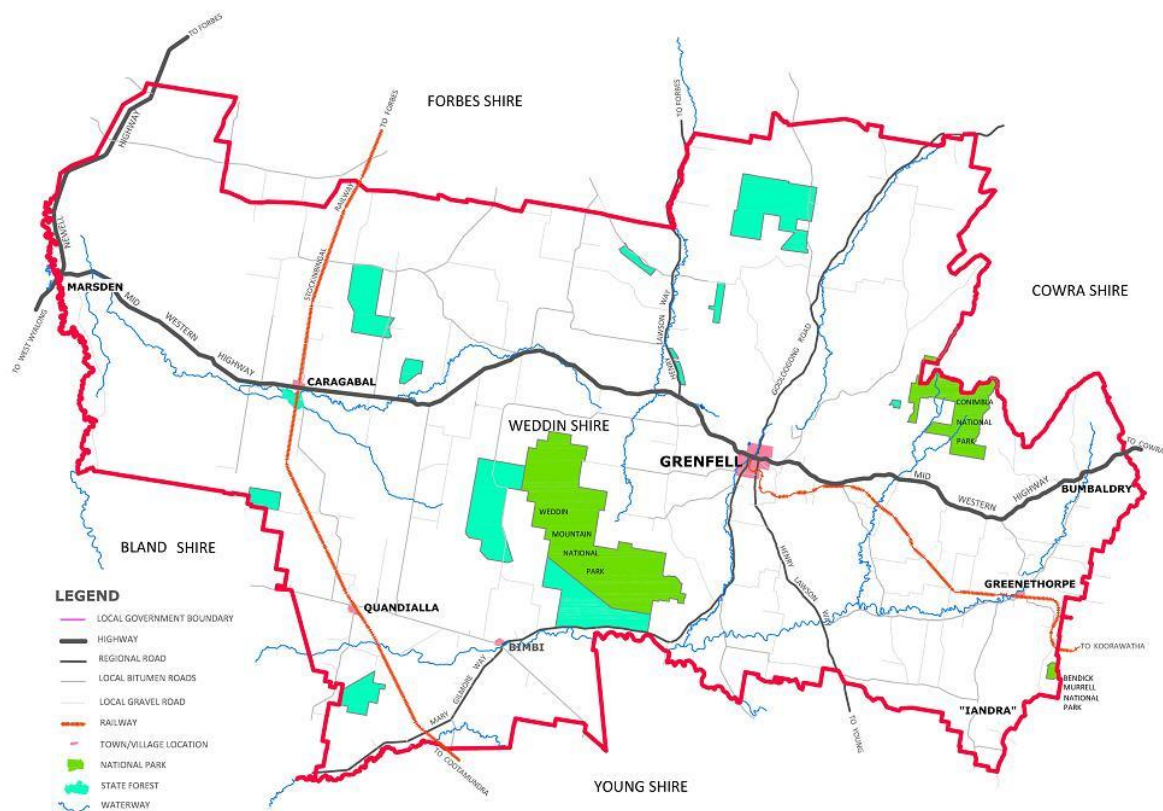 TO FORBES
FORBES SHIRE
TO FORBES
TO FORBES
HIGHWAY
NEWELL
RAILWAY
STOCKINBINGAL
MARSDEN
TO WEST WYALONG
MID
WESTERN
HIGHWAY
CARAGABAL
HENRY
LAWSON
WAY
GOOLOOGONG
ROAD
COWRA SHIRE
CONIMBLA
NATIONAL
PARK
WEDDIN SHIRE
GRENFELL
MID
WESTERN
HIGHWAY
TO COWRA
BUMBALDRY
WEDDIN
MOUNTAIN
NATIONAL
PARK
BLAND SHIRE
HENRY
LAWSON
WAY
GREENETHORPE
QUANDIALLA
BIMBI
TO KOORAWATHA
BENDICK
MURRELL
NATIONAL
PARK
"IANDRA"
MARY
GILMORE
WAY
TO COOTAMUNDRA
TO YOUNG
YOUNG SHIRE
LEGEND
LOCAL GOVERNMENT BOUNDARY
HIGHWAY
REGIONAL ROAD
LOCAL BITUMEN ROADS
LOCAL GRAVEL ROAD
RAILWAY
TOWN/VILLAGE LOCATION
NATIONAL PARK
STATE FOREST
WATERWAY